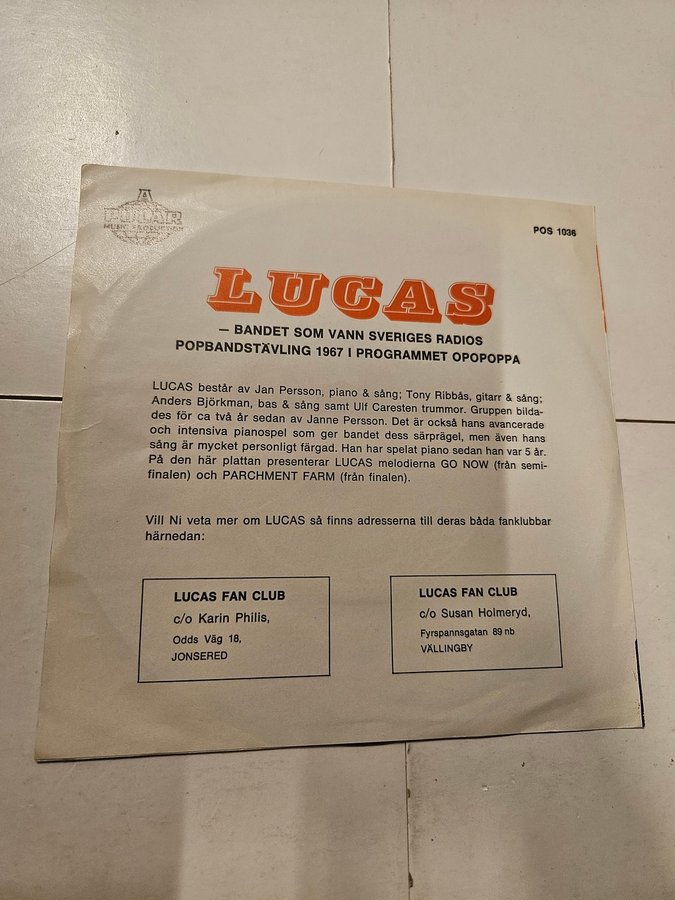 PILLAR
MUSIC PRODUCTION
POS 1036
LUCAS
— BANDET SOM VANN SVERIGES RADIOS
POPBANDSTÄVLING 1967 I PROGRAMMET OPOPOPPA
LUCAS består av Jan Persson, piano & sång; Tony Ribbås, gitarr & sång;
Anders Björkman, bas & sång samt Ulf Caresten trummor. Gruppen bilda-
des för ca två år sedan av Janne Persson. Det är också hans avancerade
och intensiva pianospel som ger bandet dess särprägel, men även hans
sång är mycket personligt färgad. Han har spelat piano sedan han var 5 år.
På den här plattan presenterar LUCAS melodierna GO NOW (från semi-
finalen) och PARCHMENT FARM (från finalen).
Vill Ni veta mer om LUCAS så finns adresserna till deras båda fanklubbar
härnedan:
LUCAS FAN CLUB
c/o Karin Philis,
Odds Väg 18,
JONSERED
LUCAS FAN CLUB
c/o Susan Holmeryd,
Fyrspannsgatan 89 nb
VÄLLINGBY